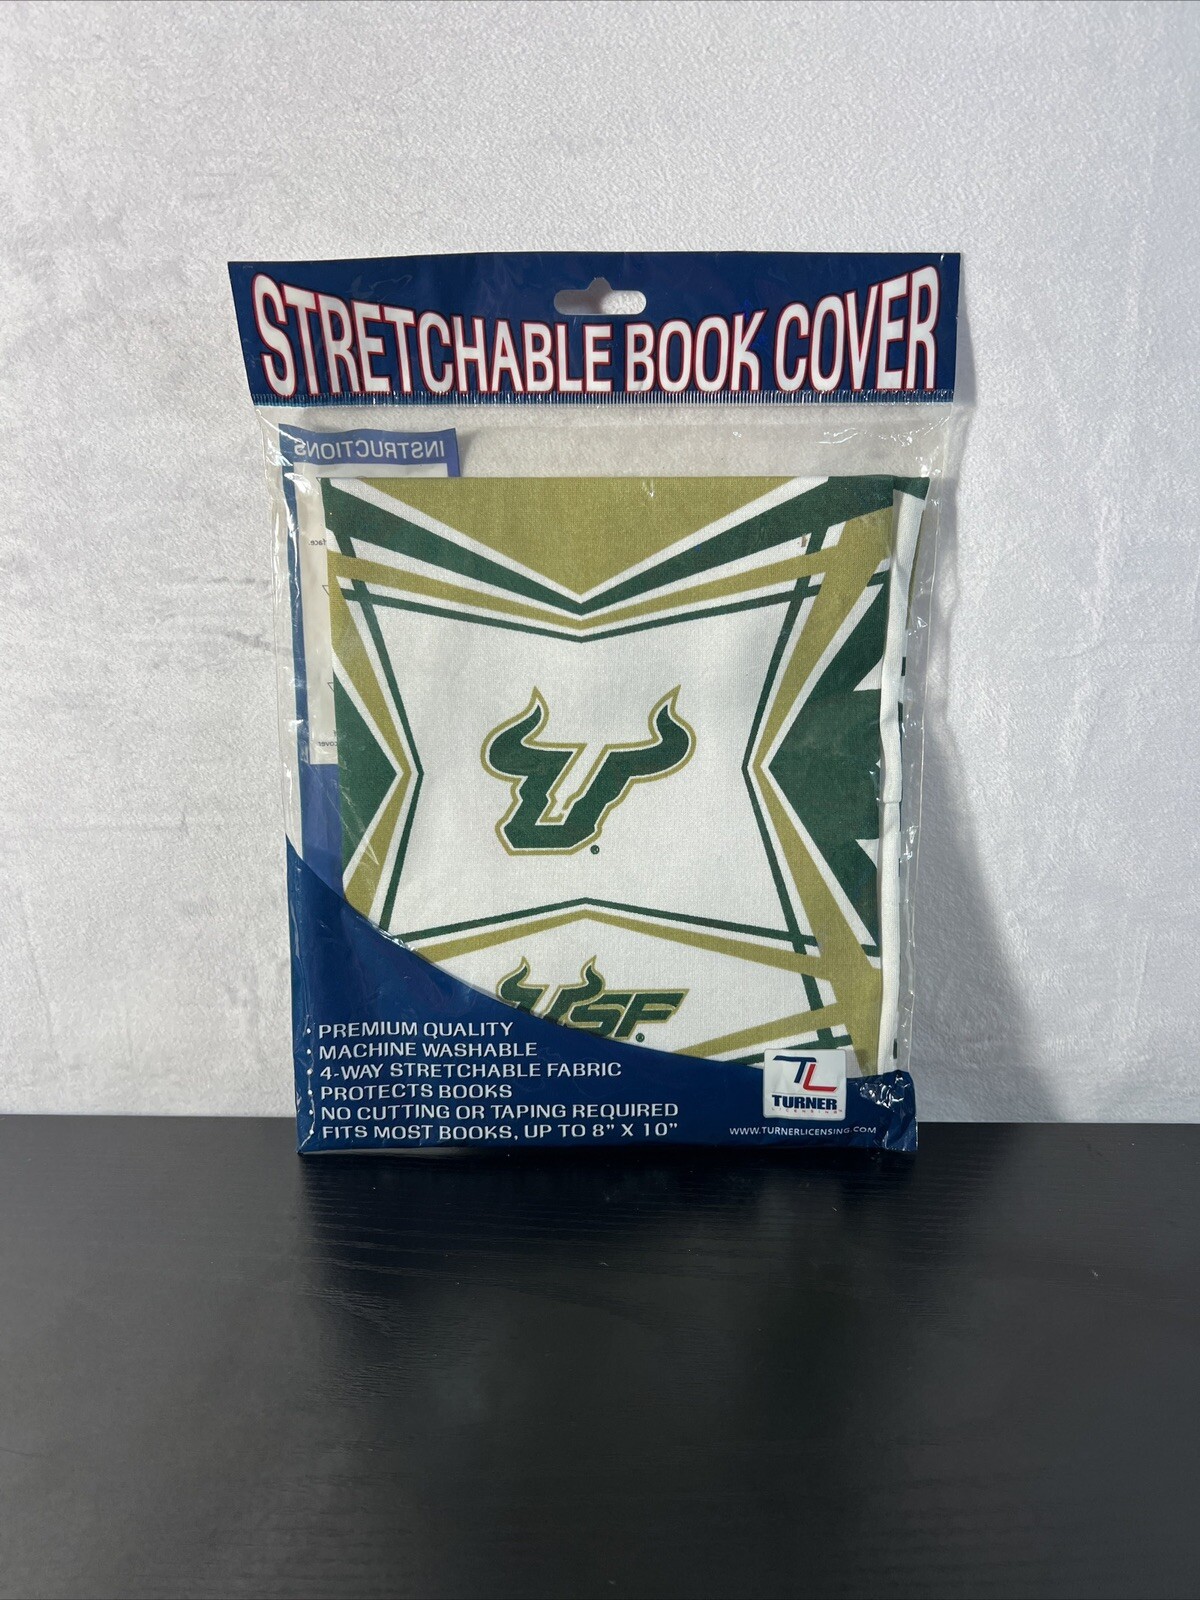 STRETCHABLE BOOK COVER
INSTRUCTIONS
USF
• PREMIUM QUALITY
• MACHINE WASHABLE
• 4-WAY STRETCHABLE FABRIC
• PROTECTS BOOKS
• NO CUTTING OR TAPING REQUIRED
• FITS MOST BOOKS, UP TO 8" X 10"
TL
TURNER
LICENSING
WWW.TURNERLICENSING.COM